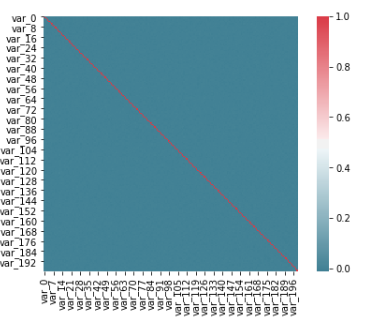 var_0
var_8
var_16
var_24
var_32
var_40
var_48
var_56
var_64
var_72
var_80
var_88
var_96
var_104
var_112
var_120
var_128
var_136
var_144
var_152
var_160
var_168
var_176
var_184
var_192
var_0
var_7
var_14
var_21
var_28
var_35
var_42
var_49
var_56
var_63
var_70
var_77
var_84
var_91
var_98
var_105
var_112
var_119
var_126
var_133
var_140
var_147
var_154
var_161
var_168
var_175
var_182
var_189
var_196
1.0
0.8
0.6
0.4
0.2
0.0